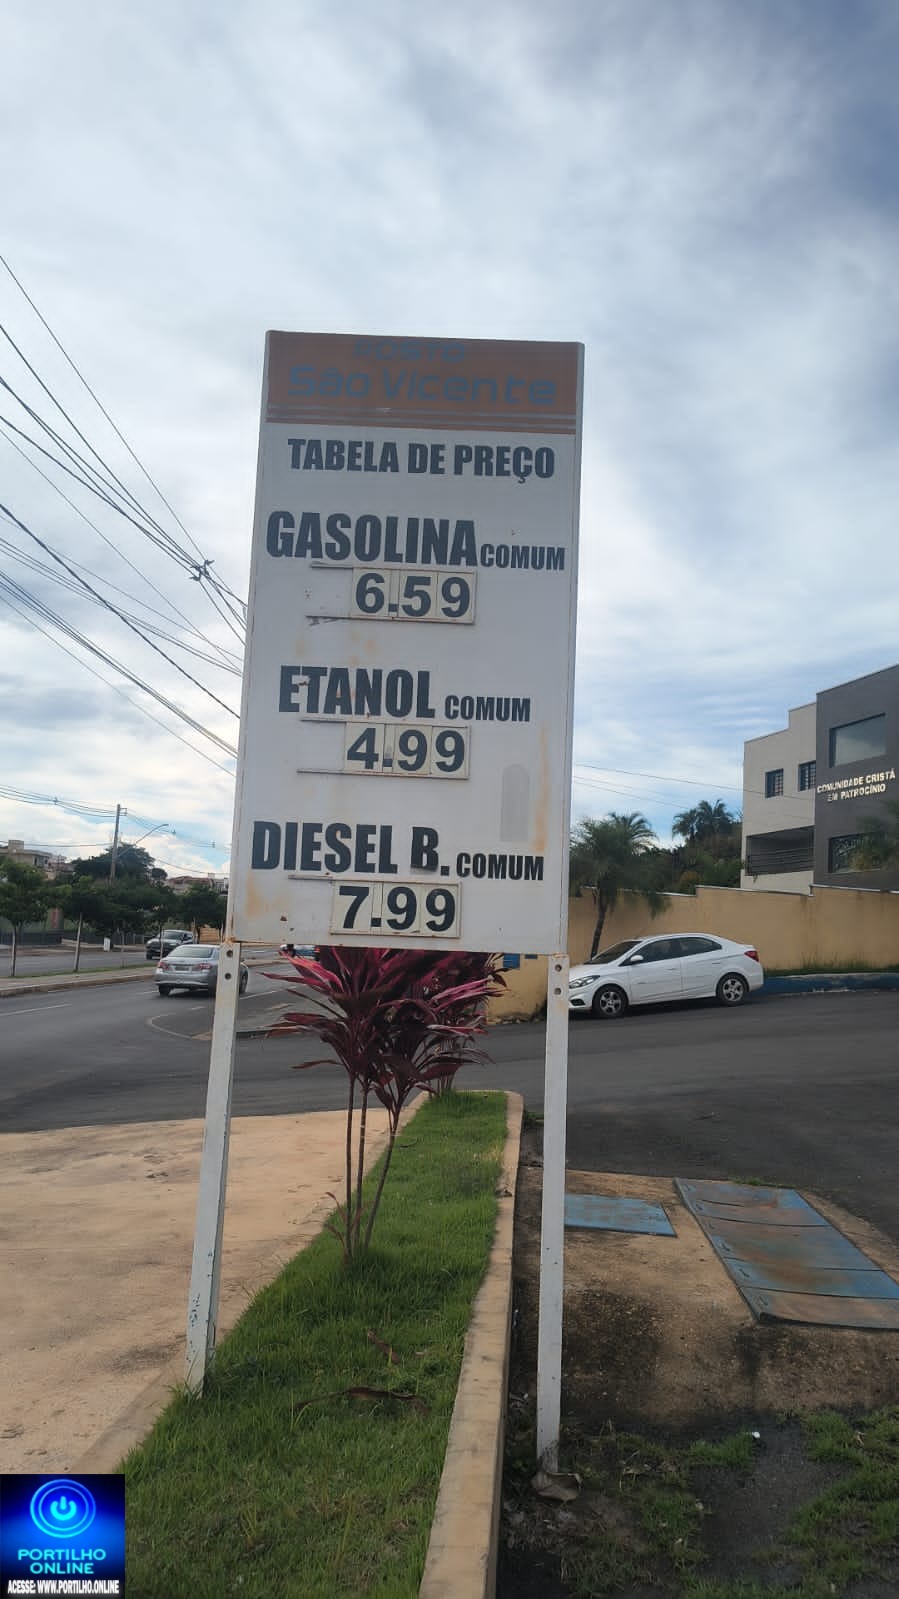 POSTO
São Vicente
TABELA DE PREÇO
GASOLINA COMUM
6.59
ETANOL COMUM
4.99
DIESEL B. COMUM
7.99
COMUNIDADE CRISTÃ
EM PATROCÍNIO
PORTILHO
ONLINE
ACESSE: WWW.PORTILHO.ONLINE